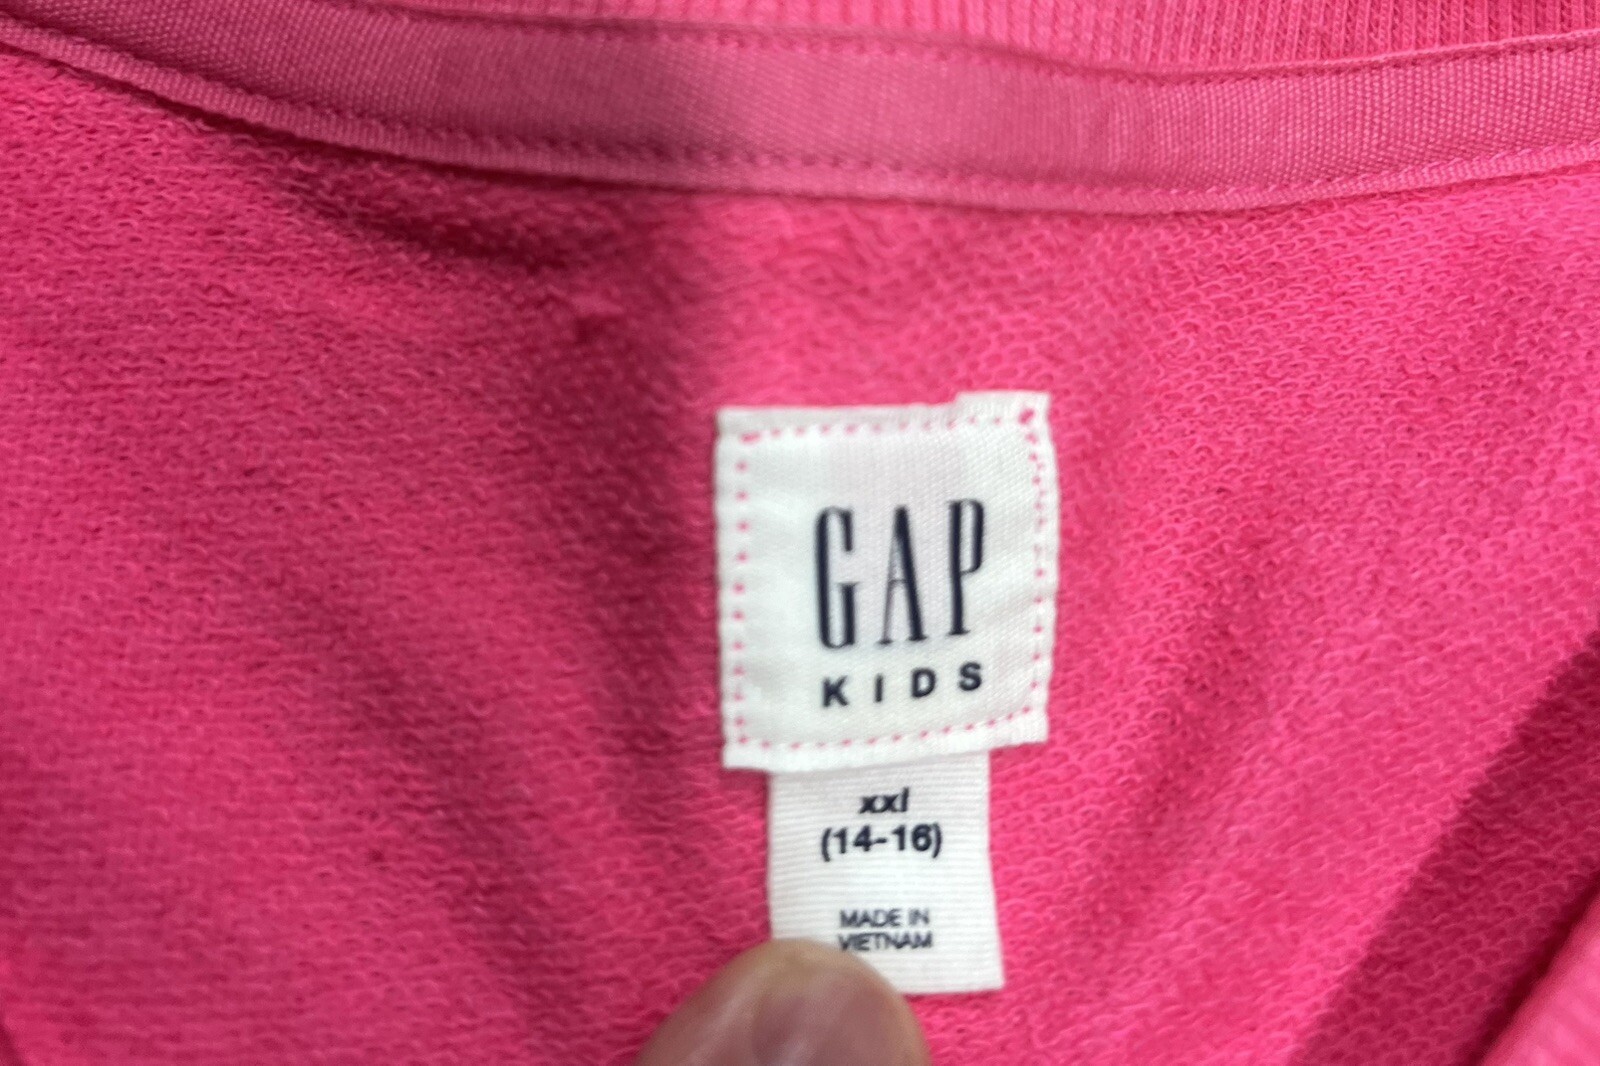 GAP
KIDS
xxl
(14-16)
MADE IN
VIETNAM